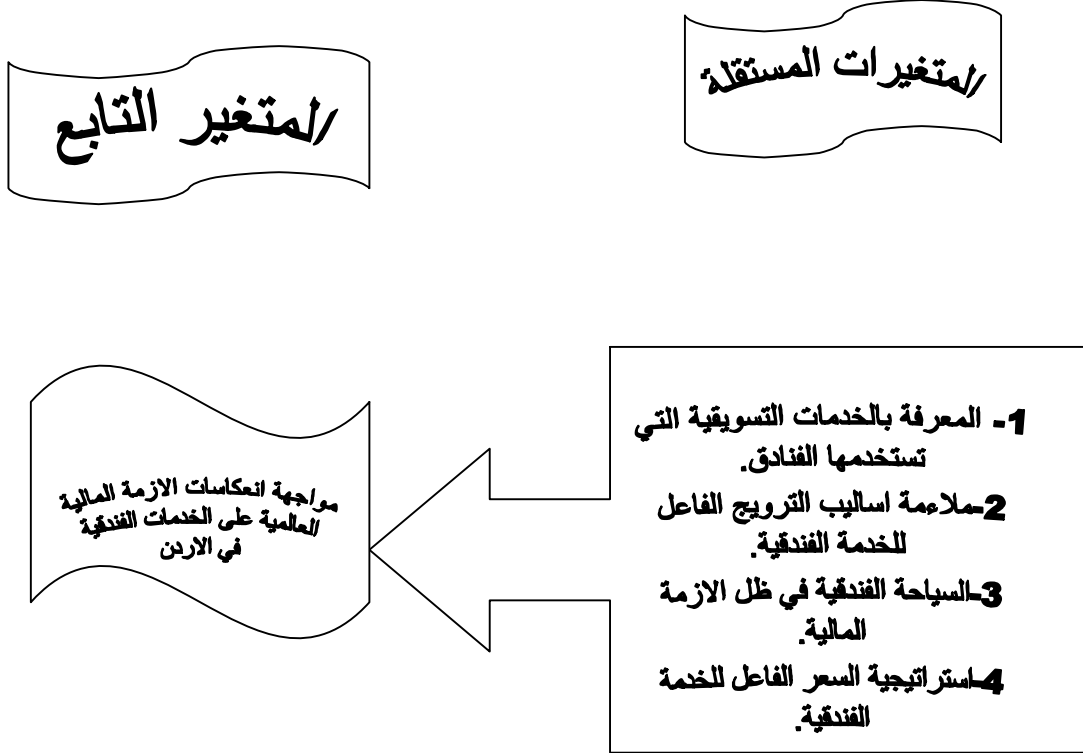 المتغيرات المستقلة
المتغير التابع
1- المعرفة بالخدمات التسويقية التي
تستخدمها الفنادق.
2-ملاءمة اساليب الترويج الفاعل
للخدمة الفندقية.
3-السياحة الفندقية في ظل الازمة
المالية.
4-استراتيجية السعر الفاعل للخدمة
الفندقية.
مواجهة انعكاسات الازمة المالية
العالمية على الخدمات الفندقية
في الاردن